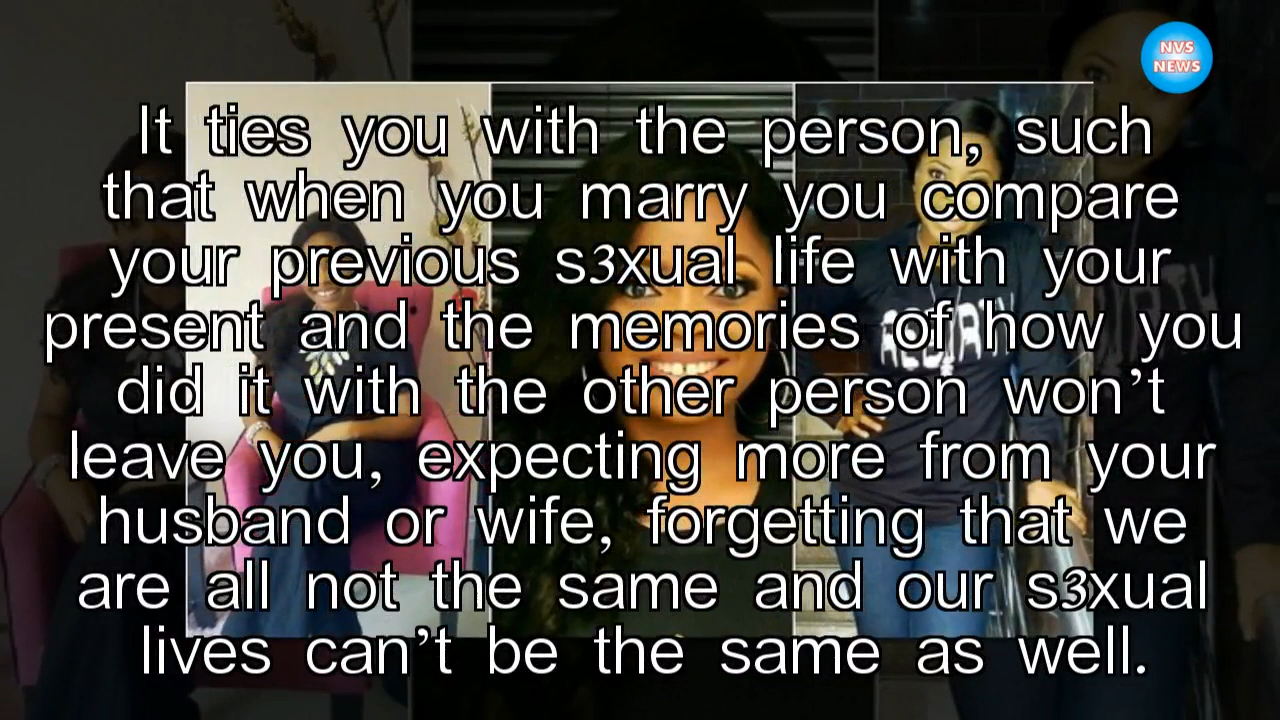 NVS
NEWS
It ties you with the person, such
that when you marry you compare
your previous s3xual life with your
present and the memories of how you
did it with the other person won’t
leave you, expecting more from your
husband or wife, forgetting that we
are all not the same and our s3xual
lives can’t be the same as well.